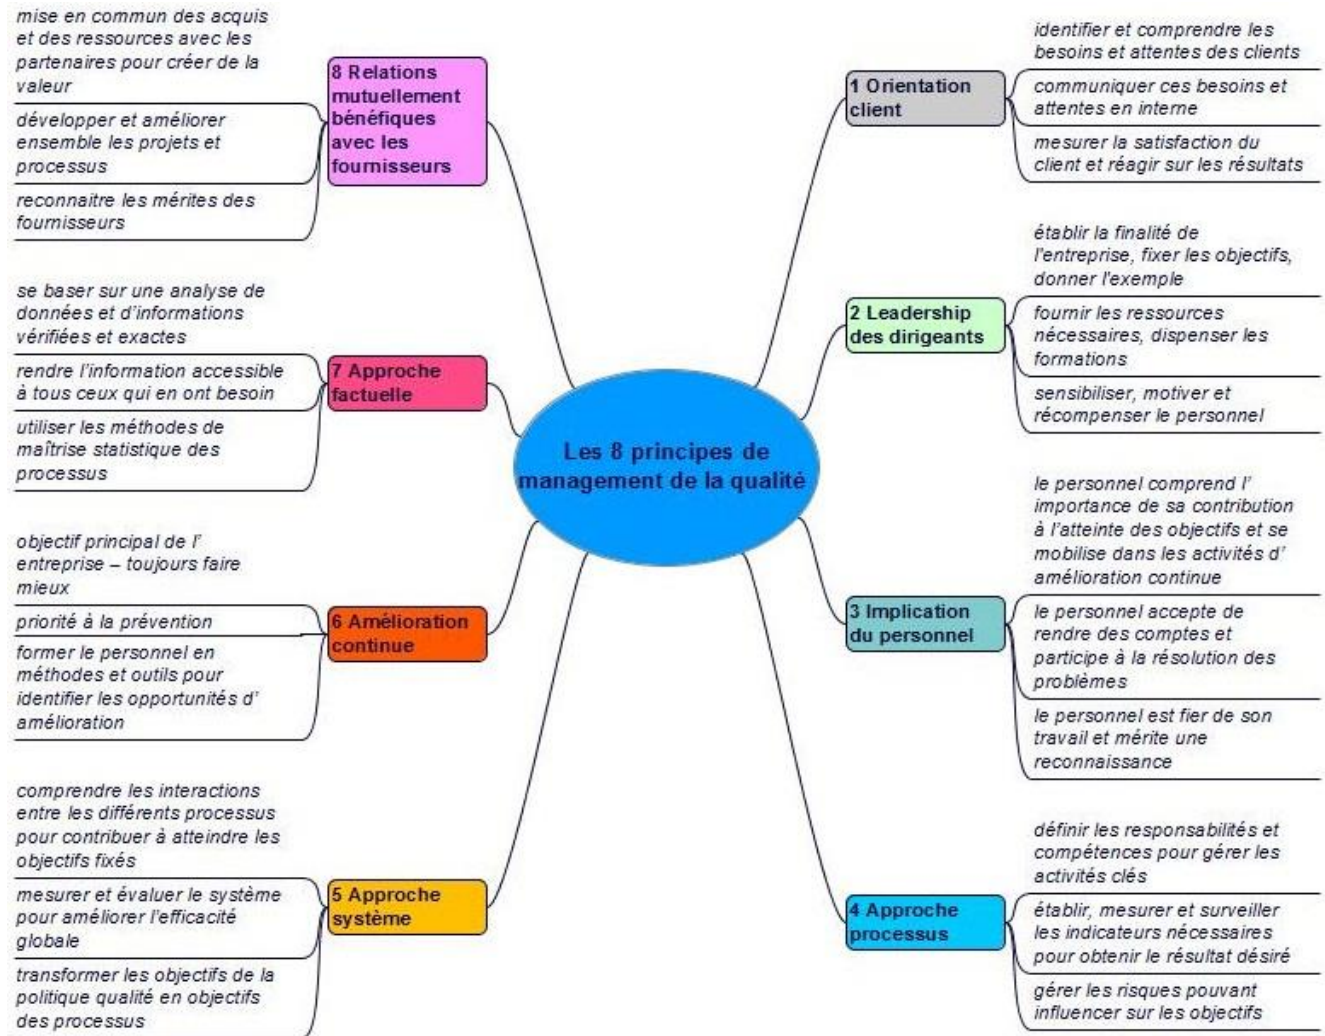 Les 8 principes de
management de la qualité
1 Orientation
client
identifier et comprendre les
besoins et attentes des clients
communiquer ces besoins et
attentes en interne
mesurer la satisfaction du
client et réagir sur les résultats
2 Leadership
des dirigeants
établir la finalité de
l'entreprise, fixer les objectifs,
donner l'exemple
fournir les ressources
nécessaires, dispenser les
formations
sensibiliser, motiver et
récompenser le personnel
3 Implication
du personnel
le personnel comprend l’
importance de sa contribution
à l’atteinte des objectifs et se
mobilise dans les activités d’
amélioration continue
le personnel accepte de
rendre des comptes et
participe à la résolution des
problèmes
le personnel est fier de son
travail et mérite une
reconnaissance
4 Approche
processus
définir les responsabilités et
compétences pour gérer les
activités clés
établir, mesurer et surveiller
les indicateurs nécessaires
pour obtenir le résultat désiré
gérer les risques pouvant
influencer sur les objectifs
5 Approche
système
comprendre les interactions
entre les différents processus
pour contribuer à atteindre les
objectifs fixés
mesurer et évaluer le système
pour améliorer l'efficacité
globale
transformer les objectifs de la
politique qualité en objectifs
des processus
6 Amélioration
continue
objectif principal de l’
entreprise – toujours faire
mieux
priorité à la prévention
former le personnel en
méthodes et outils pour
identifier les opportunités d’
amélioration
7 Approche
factuelle
se baser sur une analyse de
données et d’informations
vérifiées et exactes
rendre l’information accessible
à tous ceux qui en ont besoin
utiliser les méthodes de
maîtrise statistique des
processus
8 Relations
mutuellement
bénéfiques
avec les
fournisseurs
mise en commun des acquis
et des ressources avec les
partenaires pour créer de la
valeur
développer et améliorer
ensemble les projets et
processus
reconnaitre les mérites des
fournisseurs